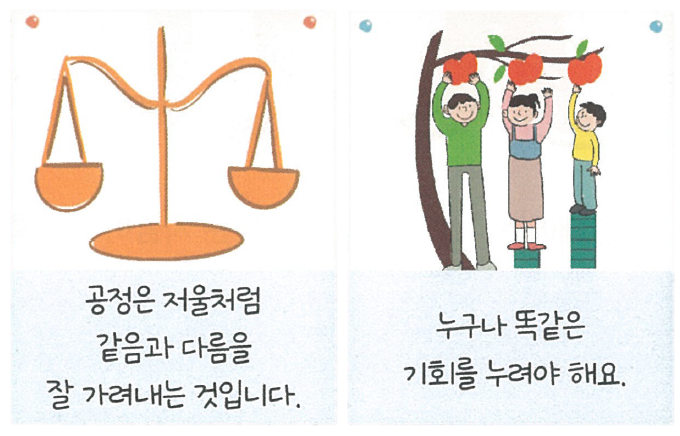 공정은 저울처럼
같음과 다름을
잘 가려내는 것입니다.
누구나 똑같은
기회를 누려야 해요.